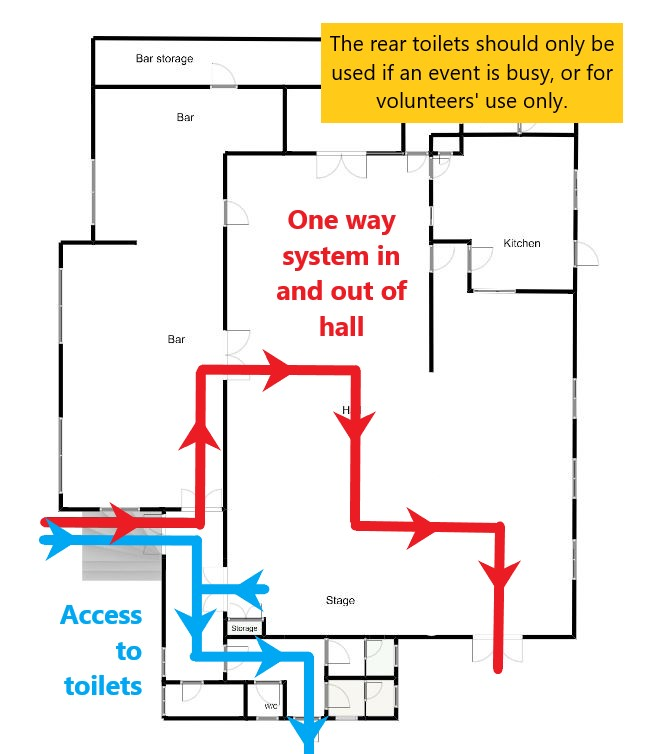 The rear toilets should only be
used if an event is busy, or for
volunteers' use only.
Bar storage
Bar
One way
system in
and out of
hall
Kitchen
Bar
Stage
Storage
Access
to
toilets
WC